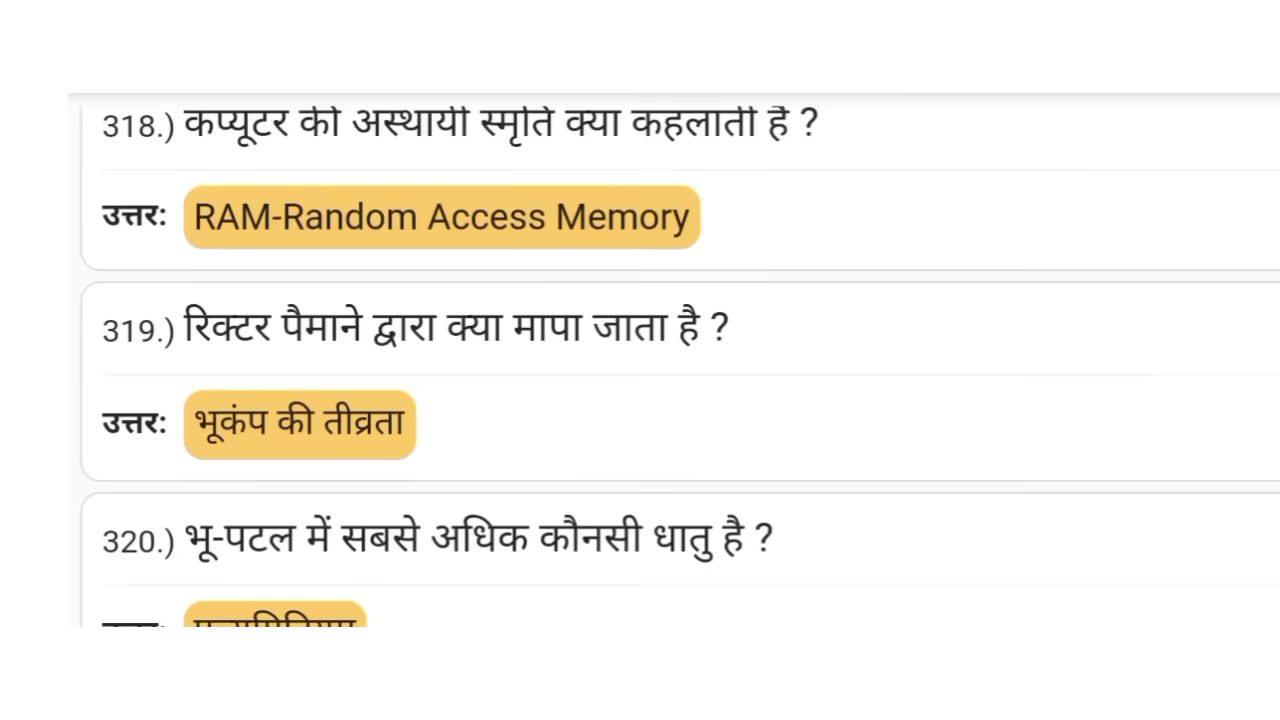 318.) कंप्यूटर की अस्थायी स्मृति क्या कहलाती है ?
उत्तर: RAM-Random Access Memory
319.) रिक्टर पैमाने द्वारा क्या मापा जाता है ?
उत्तर: भूकंप की तीव्रता
320.) भू-पटल में सबसे अधिक कौनसी धातु है ?